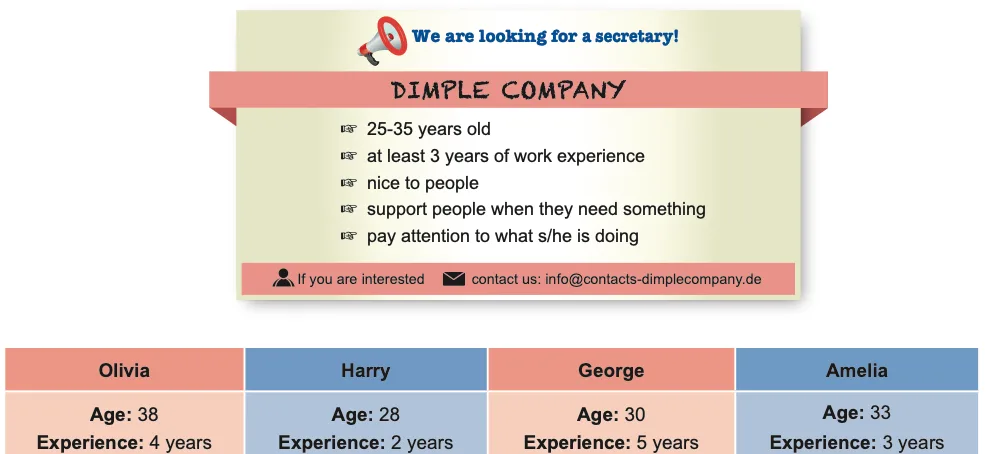 We are looking for a secretary!
DIMPLE COMPANY
☞ 25-35 years old
☞ at least 3 years of work experience
☞ nice to people
☞ support people when they need something
☞ pay attention to what s/he is doing
If you are interested contact us: info@contacts-dimplecompany.de
Olivia Harry George Amelia
Age: 38 Age: 28 Age: 30 Age: 33
Experience: 4 years Experience: 2 years Experience: 5 years Experience: 3 years